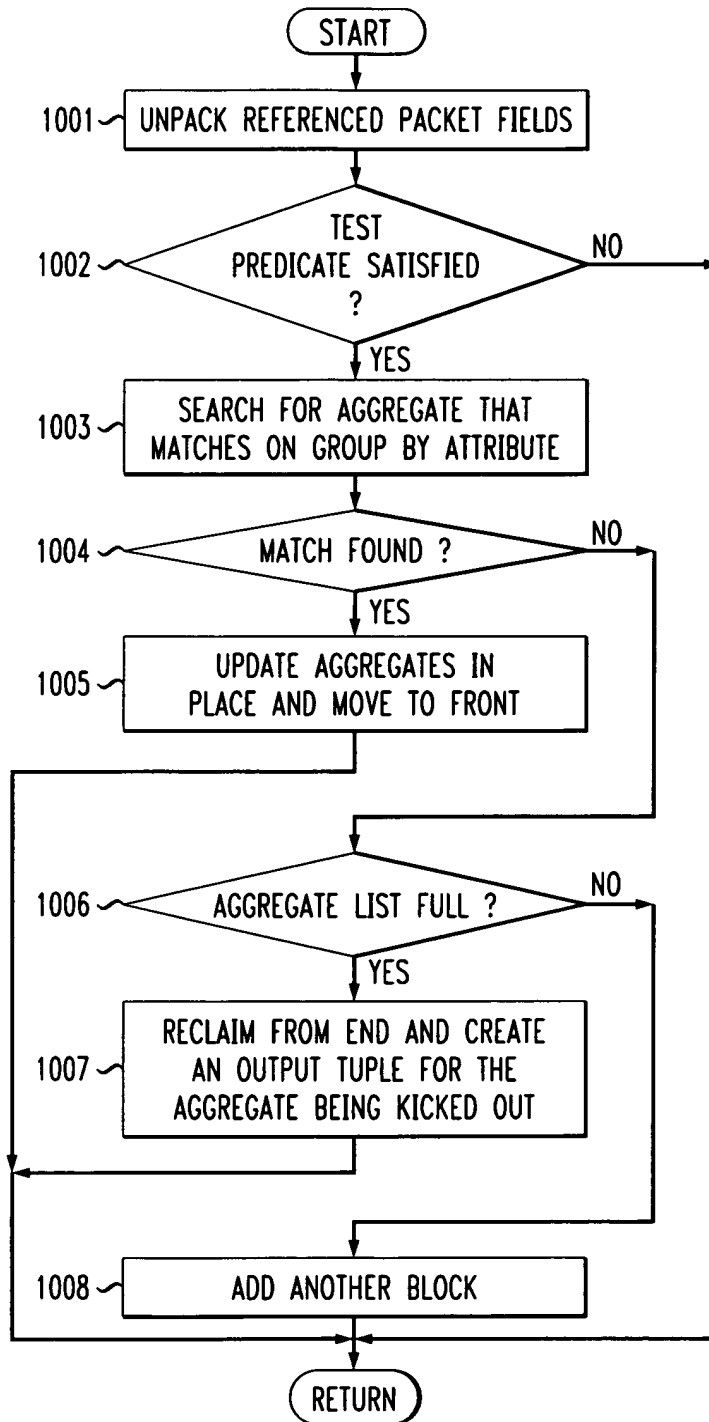 START
1001
UNPACK REFERENCED PACKET FIELDS
1002
TEST
PREDICATE SATISFIED
?
NO
YES
1003
SEARCH FOR AGGREGATE THAT
MATCHES ON GROUP BY ATTRIBUTE
1004
MATCH FOUND ?
NO
YES
1005
UPDATE AGGREGATES IN
PLACE AND MOVE TO FRONT
1006
AGGREGATE LIST FULL ?
NO
YES
1007
RECLAIM FROM END AND CREATE
AN OUTPUT TUPLE FOR THE
AGGREGATE BEING KICKED OUT
1008
ADD ANOTHER BLOCK
RETURN